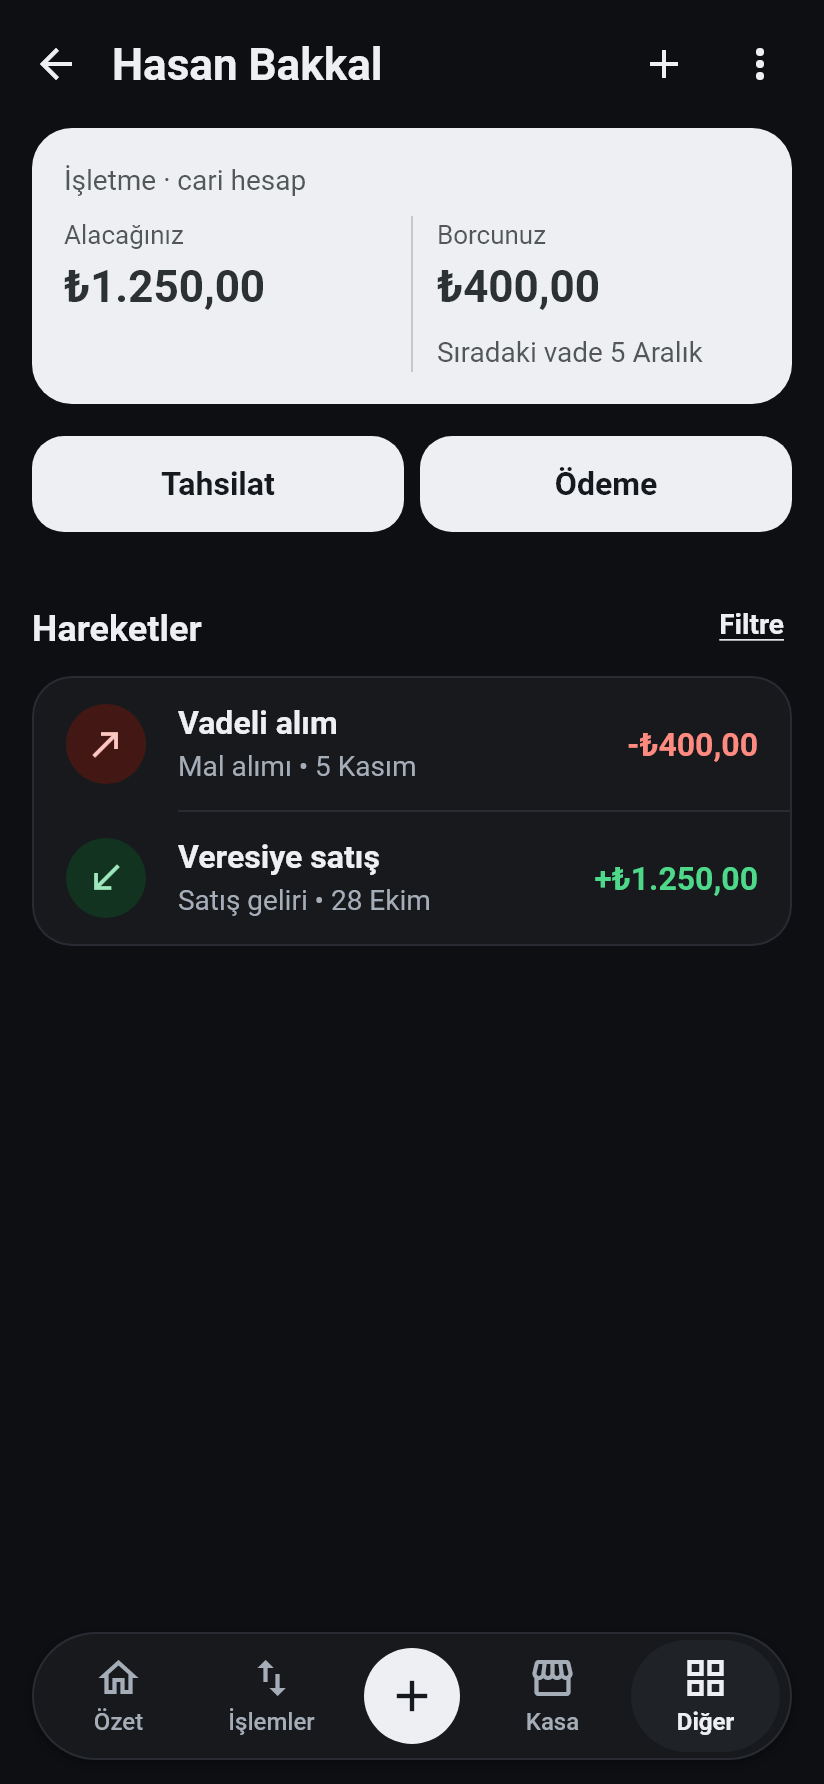 Hasan Bakkal
İşletme · cari hesap
Alacağınız
₺1.250,00
Borcunuz
₺400,00
Sıradaki vade 5 Aralık
Tahsilat
Ödeme
Hareketler
Filtre
Vadeli alım
Mal alımı • 5 Kasım
-₺400,00
Veresiye satış
Satış geliri • 28 Ekim
+₺1.250,00
Özet
İşlemler
Kasa
Diğer